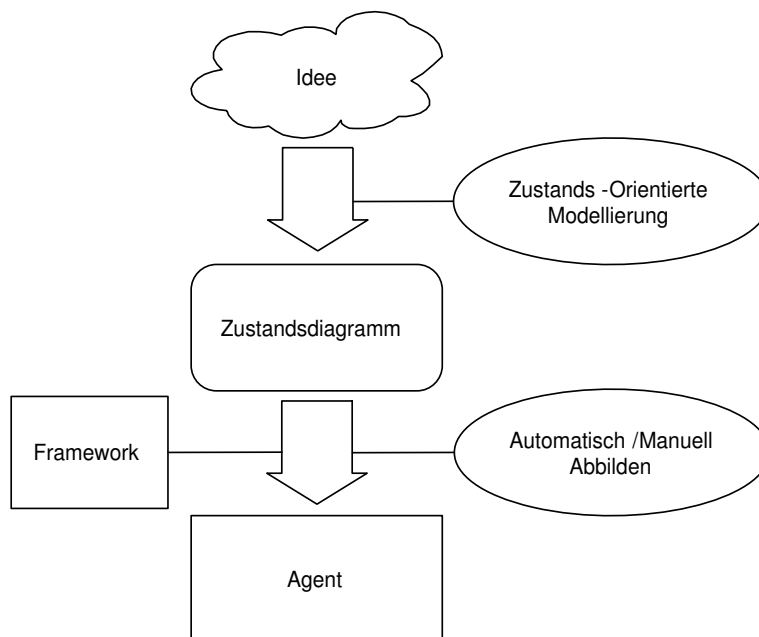 Idee
Zustands -Orientierte
Modellierung
Zustandsdiagramm
Framework
Automatisch /Manuell
Abbilden
Agent